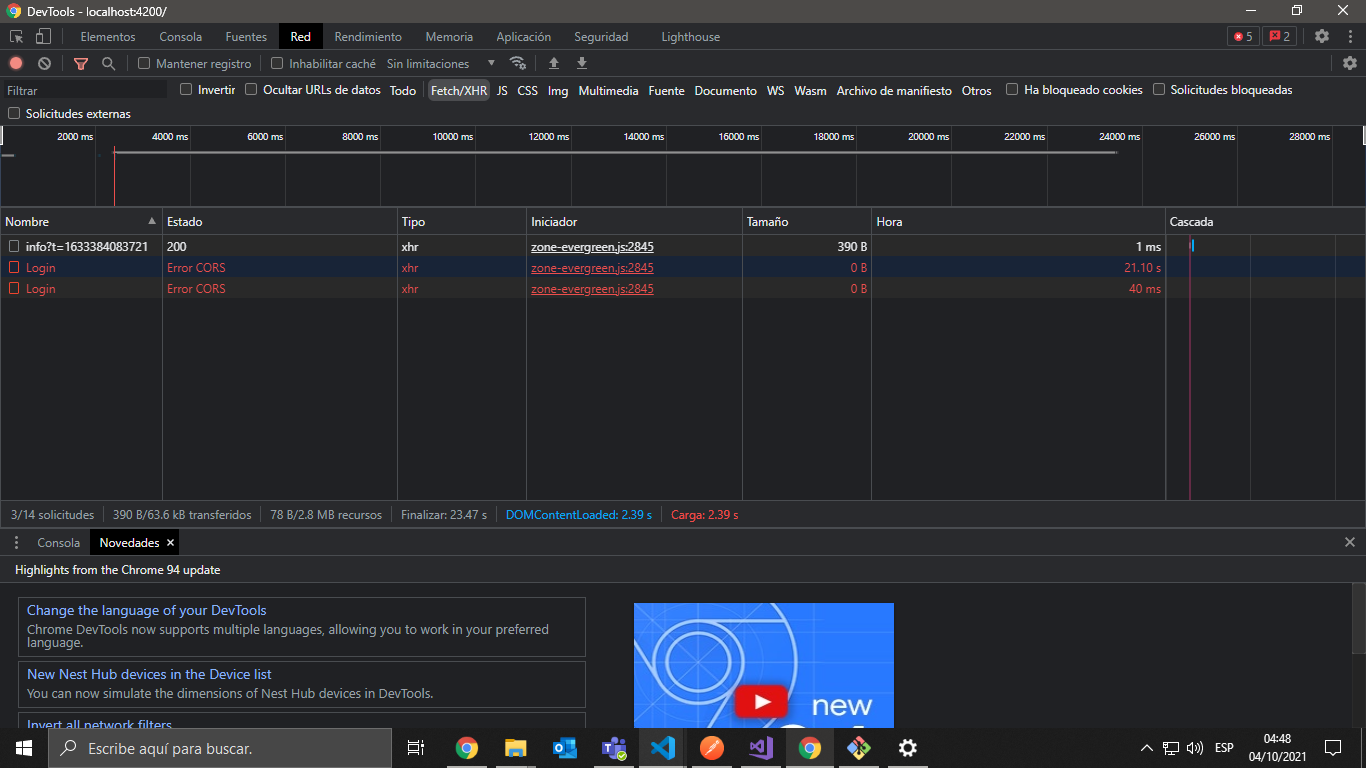 DevTools - localhost:4200/
Elementos Consola Fuentes Red Rendimiento Memoria Aplicación Seguridad Lighthouse 5 2
Mantener registro Inhabilitar caché Sin limitaciones
Filtrar Invertir Ocultar URLs de datos Todo Fetch/XHR JS CSS Img Multimedia Fuente Documento WS Wasm Archivo de manifiesto Otros Ha bloqueado cookies Solicitudes bloqueadas
Solicitudes externas
2000 ms 4000 ms 6000 ms 8000 ms 10000 ms 12000 ms 14000 ms 16000 ms 18000 ms 20000 ms 22000 ms 24000 ms 26000 ms 28000 ms
Nombre Estado Tipo Iniciador Tamaño Hora Cascada
info?t=1633384083721 200 xhr zone-evergreen.js:2845 390 B 1 ms
Login Error CORS xhr zone-evergreen.js:2845 0 B 21.10 s
Login Error CORS xhr zone-evergreen.js:2845 0 B 40 ms
3/14 solicitudes 390 B/63.6 kB transferidos 78 B/2.8 MB recursos Finalizar: 23.47 s DOMContentLoaded: 2.39 s Carga: 2.39 s
Consola Novedades
Highlights from the Chrome 94 update
Change the language of your DevTools
Chrome DevTools now supports multiple languages, allowing you to work in your preferred
language.
New Nest Hub devices in the Device list
You can now simulate the dimensions of Nest Hub devices in DevTools.
Invert all network filters
new
Escribe aquí para buscar.
ESP
04:48
04/10/2021